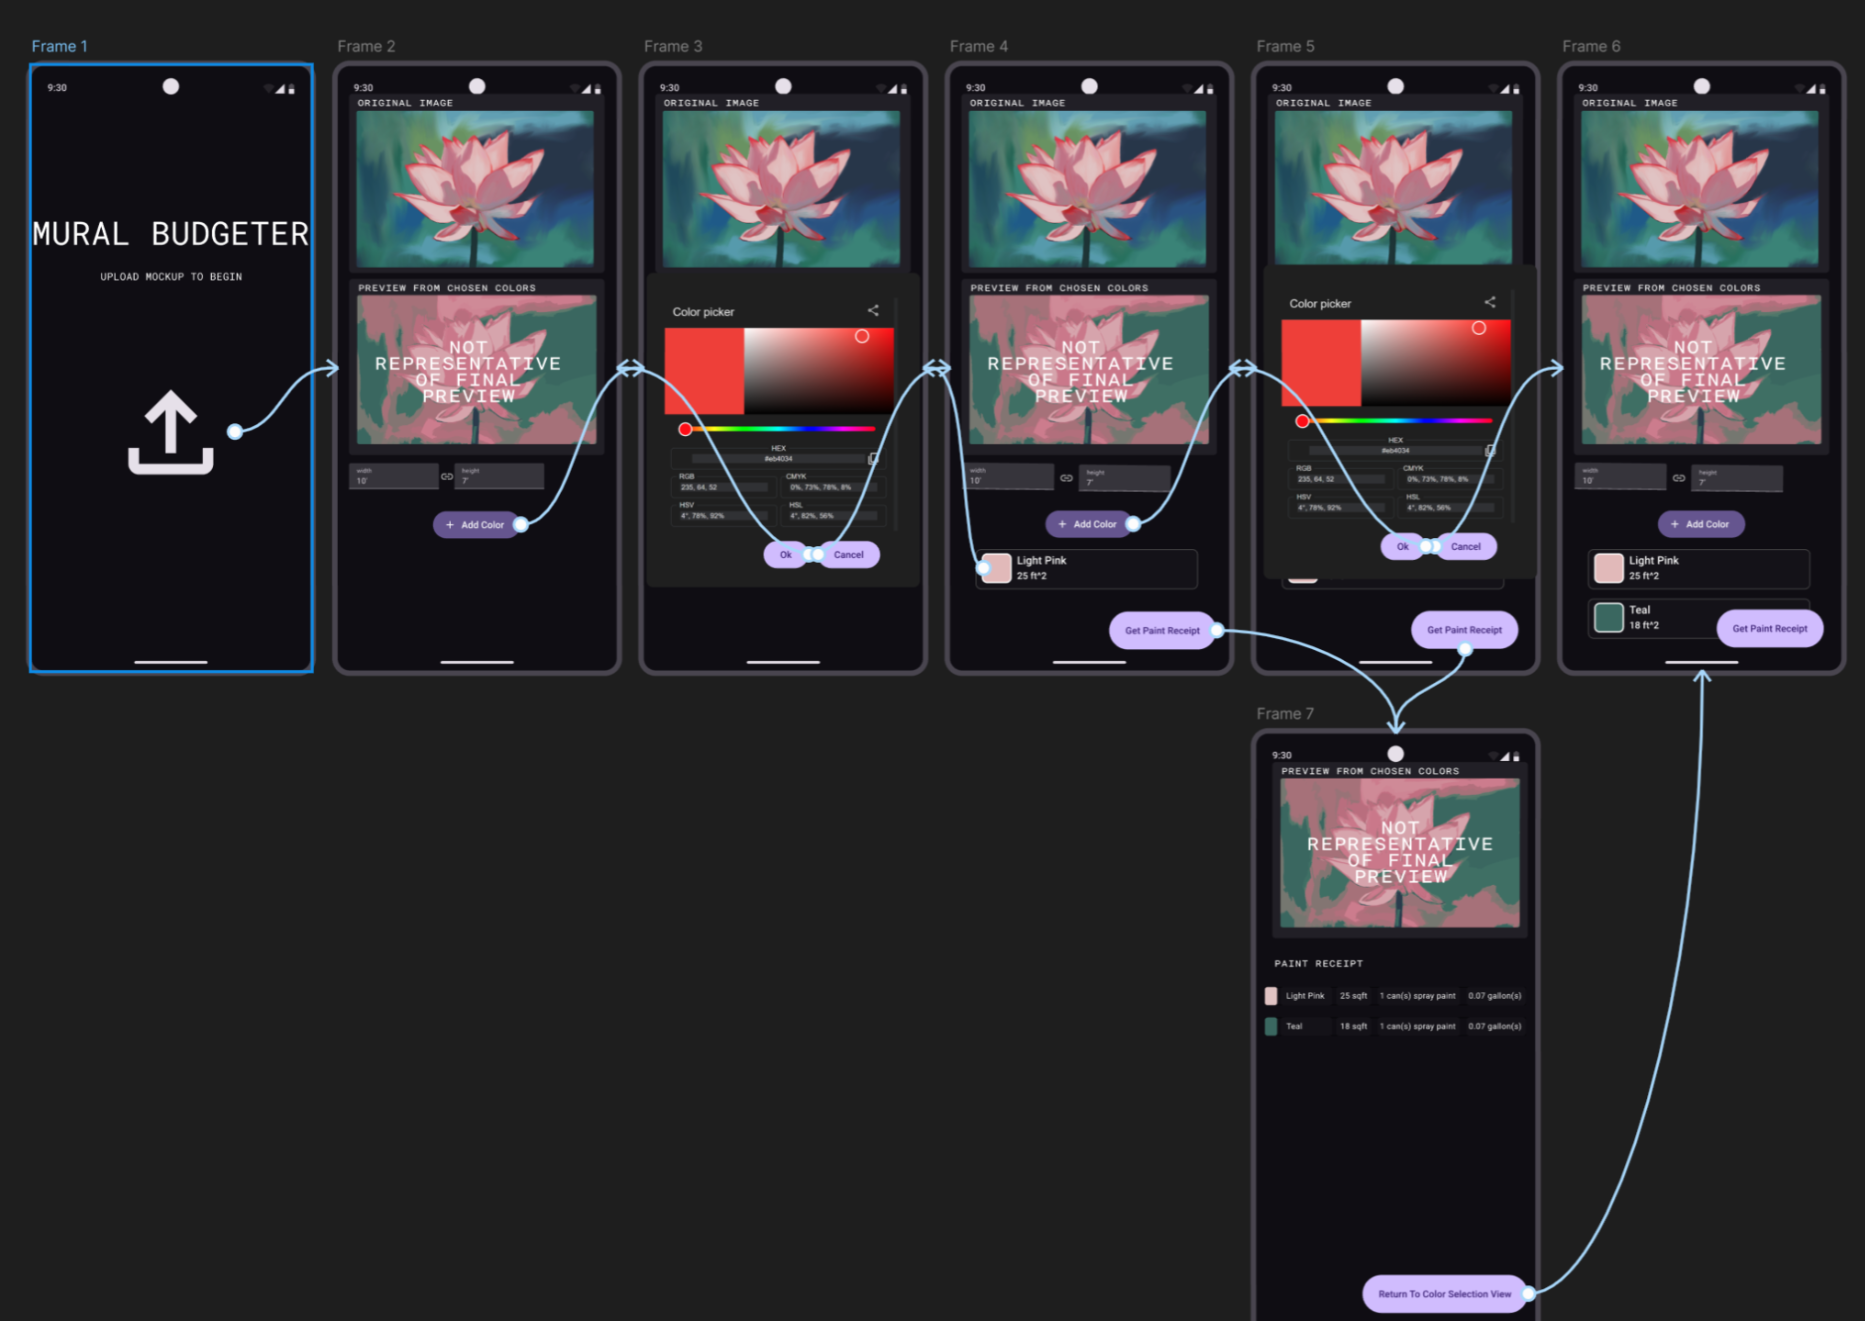 Frame 1
9:30
MURAL BUDGETER
UPLOAD MOCKUP TO BEGIN
Frame 2
9:30
ORIGINAL IMAGE
PREVIEW FROM CHOSEN COLORS
NOT
REPRESENTATIVE
OF FINAL
PREVIEW
width
10'
height
7'
+ Add Color
Frame 3
9:30
ORIGINAL IMAGE
Color picker
HEX
#eb4034
RGB
235, 64, 52
CMYK
0%, 73%, 78%, 8%
HSV
4°, 78%, 92%
HSL
4°, 82%, 56%
Ok
Cancel
Frame 4
9:30
ORIGINAL IMAGE
PREVIEW FROM CHOSEN COLORS
NOT
REPRESENTATIVE
OF FINAL
PREVIEW
width
10'
height
7'
+ Add Color
Light Pink
25 ft^2
Get Paint Receipt
Frame 5
9:30
ORIGINAL IMAGE
Color picker
HEX
#eb4034
RGB
235, 64, 52
CMYK
0%, 73%, 78%, 8%
HSV
4°, 78%, 92%
HSL
4°, 82%, 56%
Ok
Cancel
Get Paint Receipt
Frame 6
9:30
ORIGINAL IMAGE
PREVIEW FROM CHOSEN COLORS
NOT
REPRESENTATIVE
OF FINAL
PREVIEW
width
10'
height
7'
+ Add Color
Light Pink
25 ft^2
Teal
18 ft^2
Get Paint Receipt
Frame 7
9:30
PREVIEW FROM CHOSEN COLORS
NOT
REPRESENTATIVE
OF FINAL
PREVIEW
PAINT RECEIPT
Light Pink 25 sqft 1 can(s) spray paint 0.07 gallon(s)
Teal 18 sqft 1 can(s) spray paint 0.07 gallon(s)
Return To Color Selection View